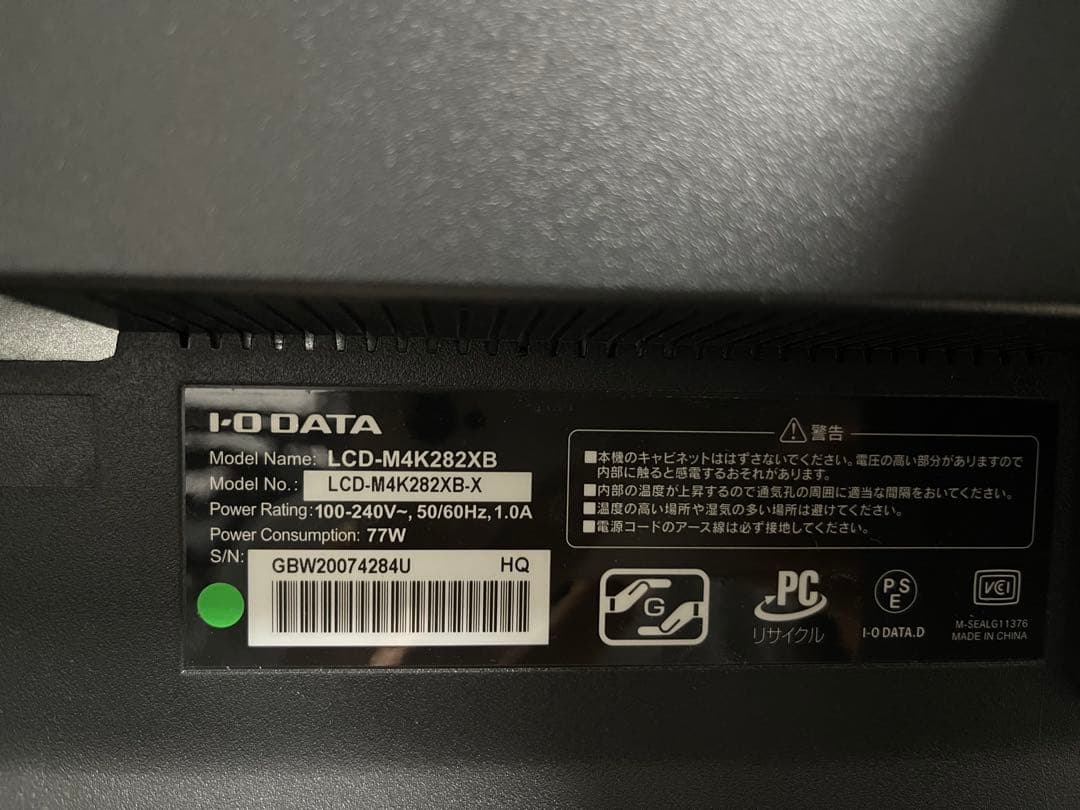 I-O DATA
Model Name: LCD-M4K282XB
Model No.: LCD-M4K282XB-X
Power Rating:100-240V~, 50/60Hz, 1.0A
Power Consumption: 77W
S/N:
GBW20074284U HQ
⚠警告
■本機のキャビネットははずさないでください。電圧の高い部分がありますので
内部に触ると感電するおそれがあります。
■内部の温度が上昇するので通気孔の周囲に適当な間隔をおいてください。
■温度の高い場所や湿気の多い場所は避けてください。
■電源コードのアース線は必ず接地してください。
G
PC
リサイクル
PS
E
I-O DATA.D
VCI
M-SEALG11376
MADE IN CHINA